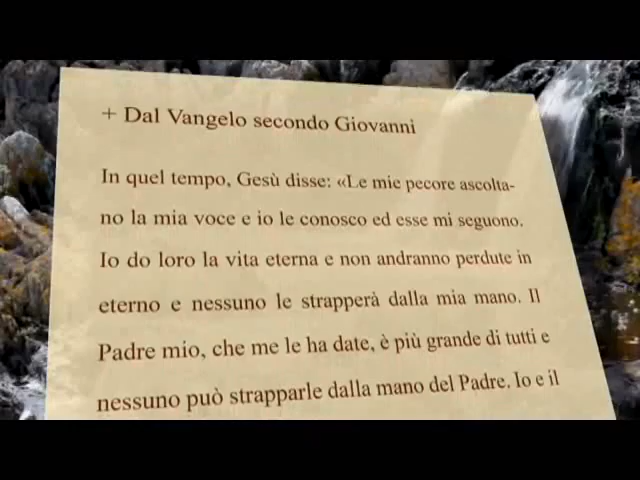 + Dal Vangelo secondo Giovanni
In quel tempo, Gesù disse: «Le mie pecore ascolta-
no la mia voce e io le conosco ed esse mi seguono.
Io do loro la vita eterna e non andranno perdute in
eterno e nessuno le strapperà dalla mia mano. Il
Padre mio, che me le ha date, è più grande di tutti e
nessuno può strapparle dalla mano del Padre. Io e il